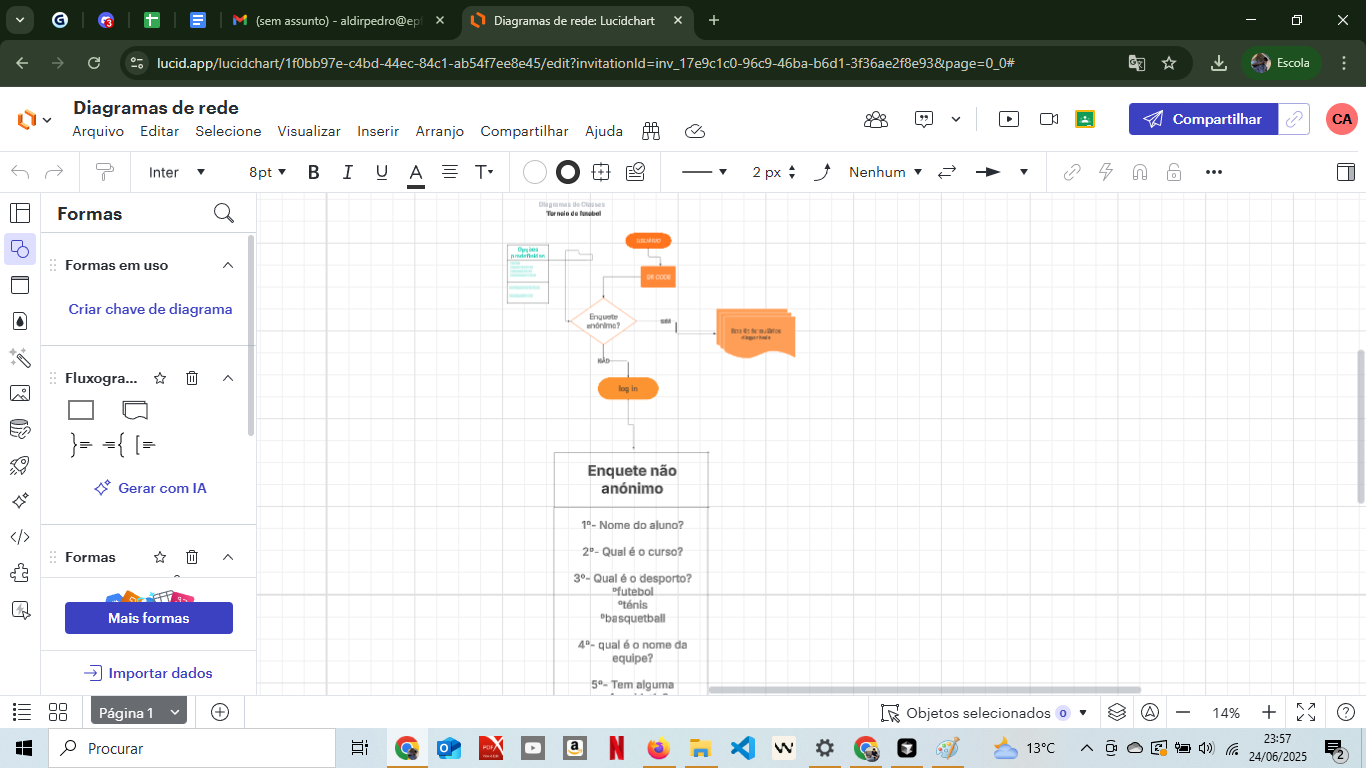 (sem assunto) - aldirpedro@ep
Diagramas de rede: Lucidchart
lucid.app/lucidchart/1f0bb97e-c4bd-44ec-84c1-ab54f7ee8e45/edit?invitationId=inv_17e9c1c0-96c9-46ba-b6d1-3f36ae2f8e93&page=0_0#
Escola
Diagramas de rede
Arquivo Editar Selecione Visualizar Inserir Arranjo Compartilhar Ajuda
Compartilhar
CA
Inter 8pt B I U A T 2 px Nenhum
Formas
Formas em uso
Criar chave de diagrama
Fluxogra...
Gerar com IA
Formas
Mais formas
Importar dados
Diagramas de Classes
Torneio de futebol
Opções
predefinidas
USUÁRIO
QR CODE
Enquete
anónimo?
NÃO
log in
Enquete não
anónimo
1º- Nome do aluno?
2º- Qual é o curso?
3º- Qual é o desporto?
ºfutebol
ºténis
ºbasquetball
4º- qual é o nome da
equipe?
5º- Tem alguma
Página 1
Objetos selecionados 0
14%
Procurar
13°C
23:57
24/06/2025
2